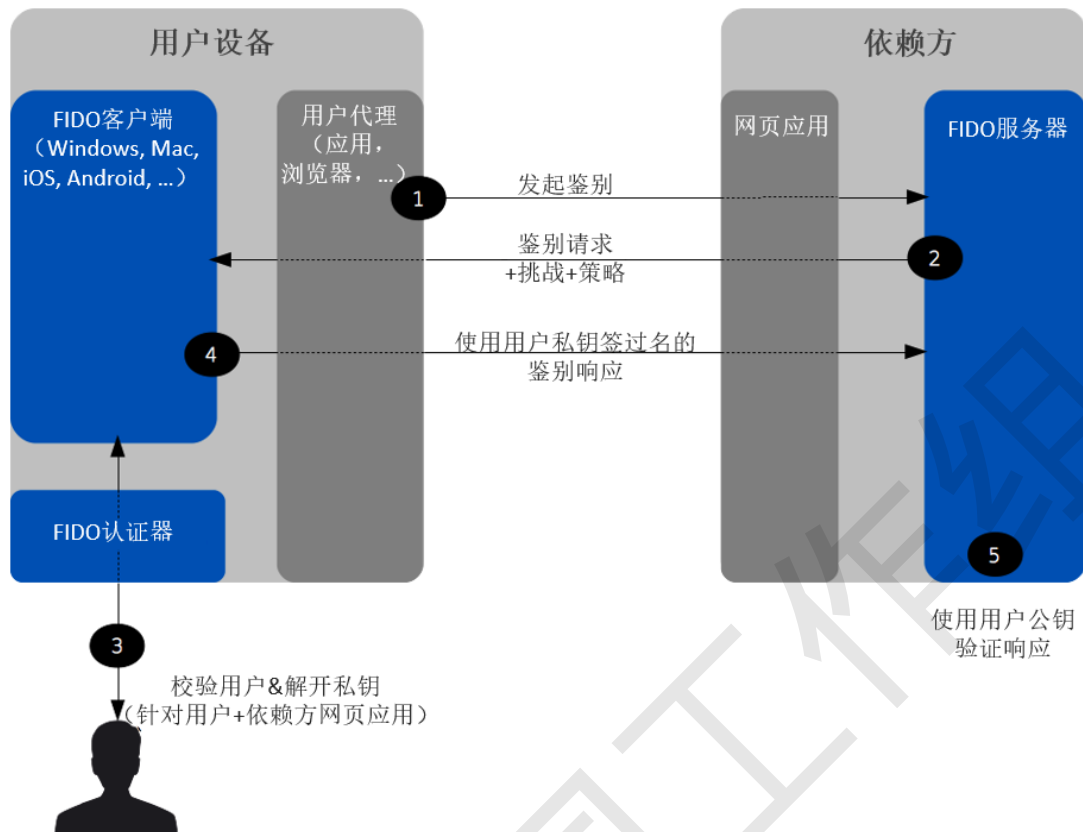 用户设备
依赖方
FIDO客户端
（Windows, Mac,
iOS, Android, ...）
用户代理
（应用，
浏览器，...）
网页应用
FIDO服务器
1
发起鉴别
鉴别请求
+挑战+策略
2
4
使用用户私钥签过名的
鉴别响应
FIDO认证器
5
使用用户公钥
验证响应
3
校验用户&解开私钥
（针对用户+依赖方网页应用）
工作组